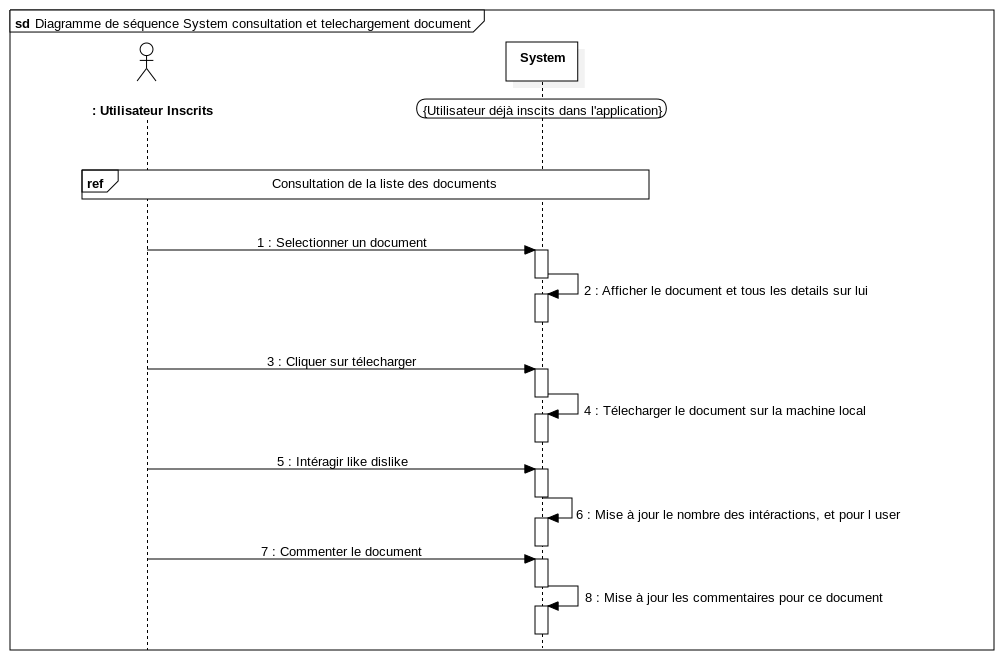 sd Diagramme de séquence System consultation et telechargement document
System
: Utilisateur Inscrits
{Utilisateur déjà inscits dans l'application}
ref
Consultation de la liste des documents
1 : Selectionner un document
2 : Afficher le document et tous les details sur lui
3 : Cliquer sur télecharger
4 : Télecharger le document sur la machine local
5 : Intéragir like dislike
6 : Mise à jour le nombre des intéractions, et pour l user
7 : Commenter le document
8 : Mise à jour les commentaires pour ce document